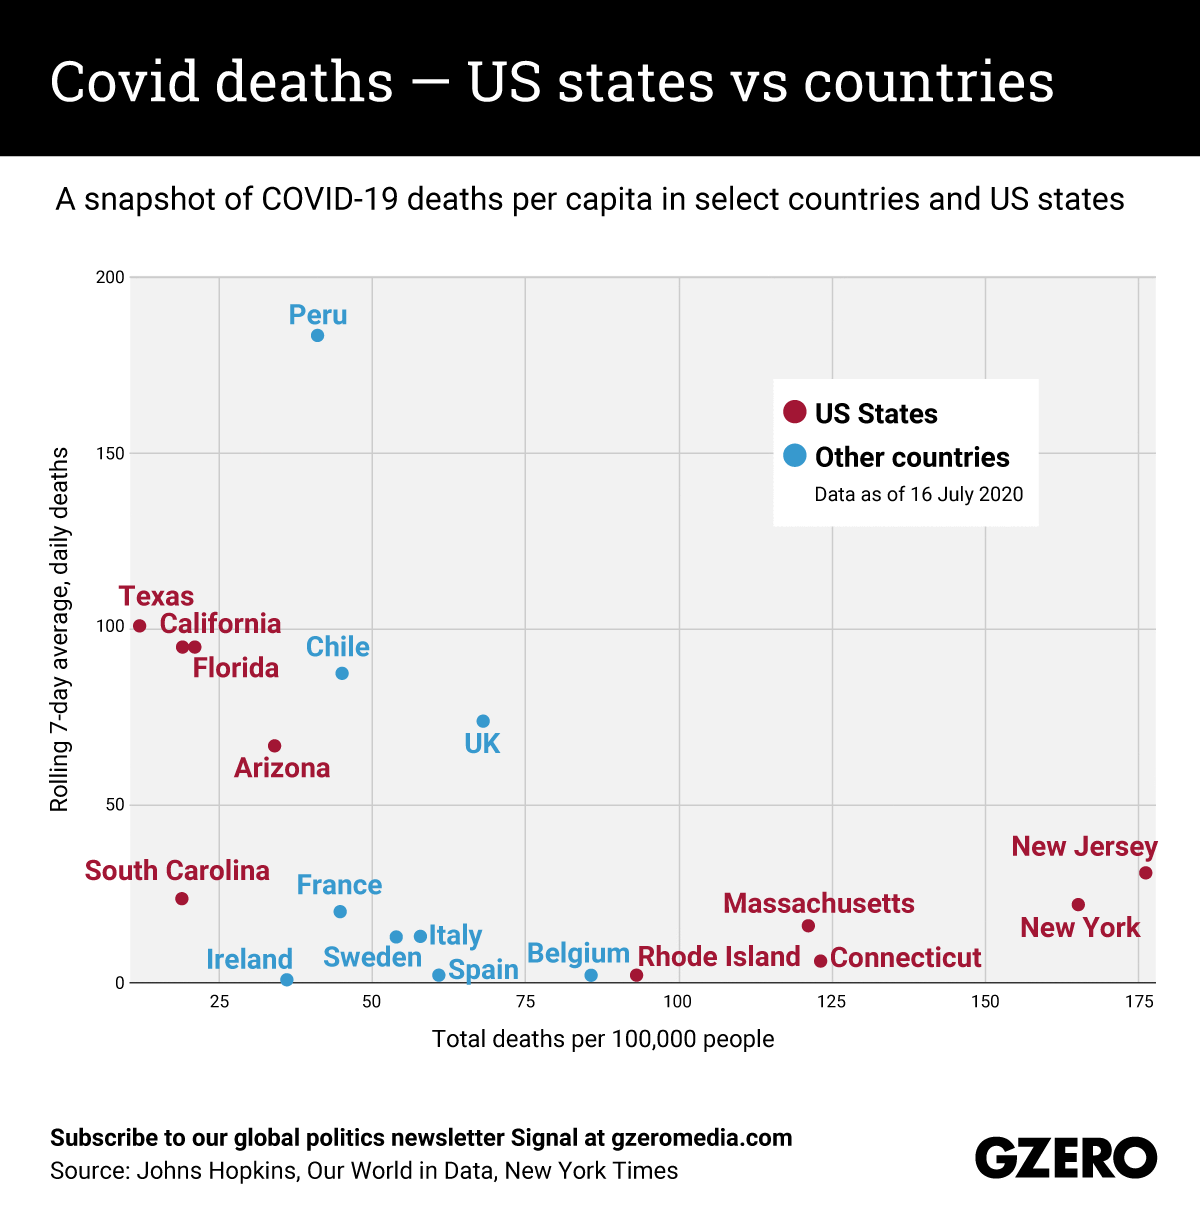 Covid deaths — US states vs countries
A snapshot of COVID-19 deaths per capita in select countries and US states
Rolling 7-day average, daily deaths
200
150
100
50
0
Peru
US States
Other countries
Data as of 16 July 2020
Texas
California
Florida
Chile
UK
Arizona
New Jersey
South Carolina
France
Massachusetts
New York
Italy
Sweden
Ireland
Spain
Belgium
Rhode Island
Connecticut
25
50
75
100
125
150
175
Total deaths per 100,000 people
Subscribe to our global politics newsletter Signal at gzeromedia.com
Source: Johns Hopkins, Our World in Data, New York Times
GZERO